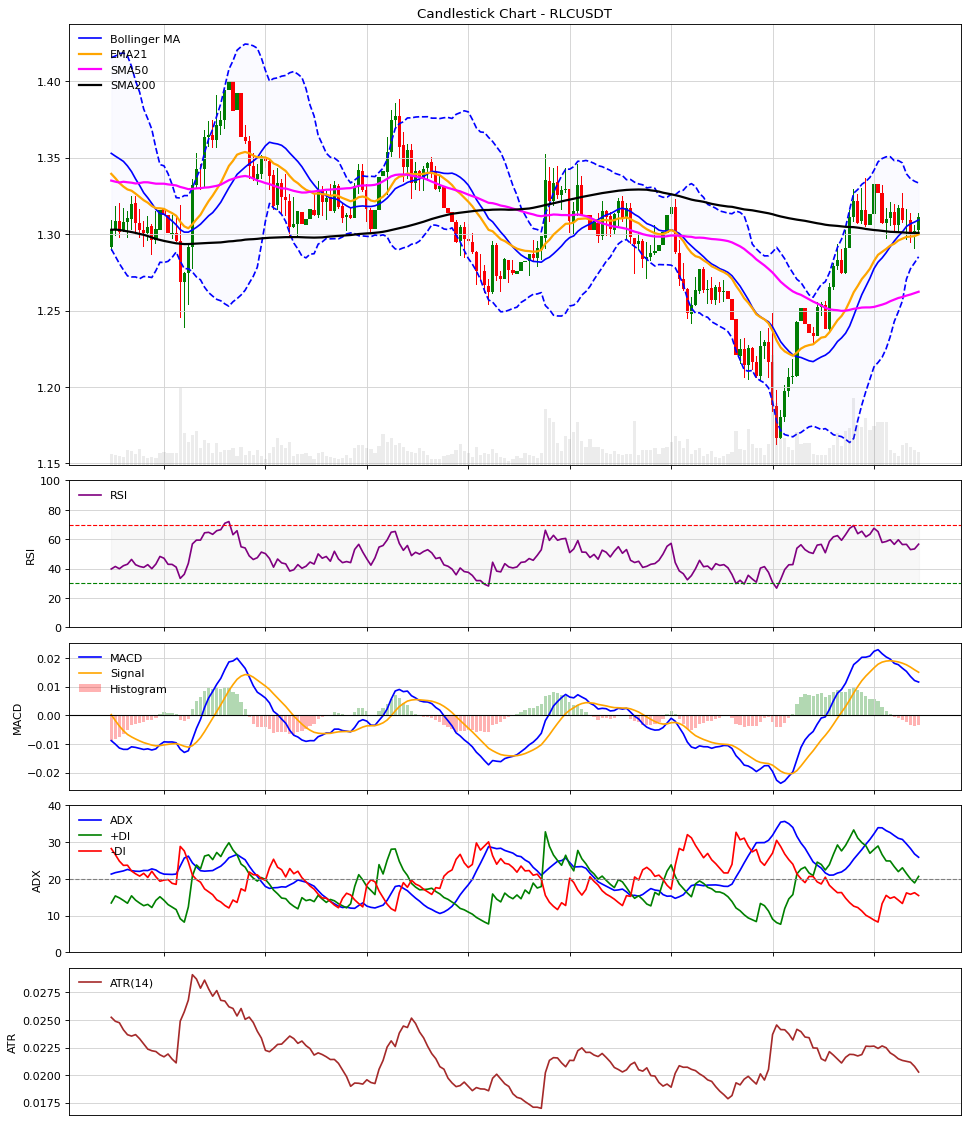 Candlestick Chart - RLCUSDT
Bollinger MA
EMA21
SMA50
SMA200
1.40
1.35
1.30
1.25
1.20
1.15
RSI
100
80
60
40
20
0
RSI
MACD
Signal
Histogram
0.02
0.01
0.00
−0.01
−0.02
MACD
ADX
+DI
-DI
40
30
20
10
0
ADX
ATR(14)
0.0275
0.0250
0.0225
0.0200
0.0175
ATR